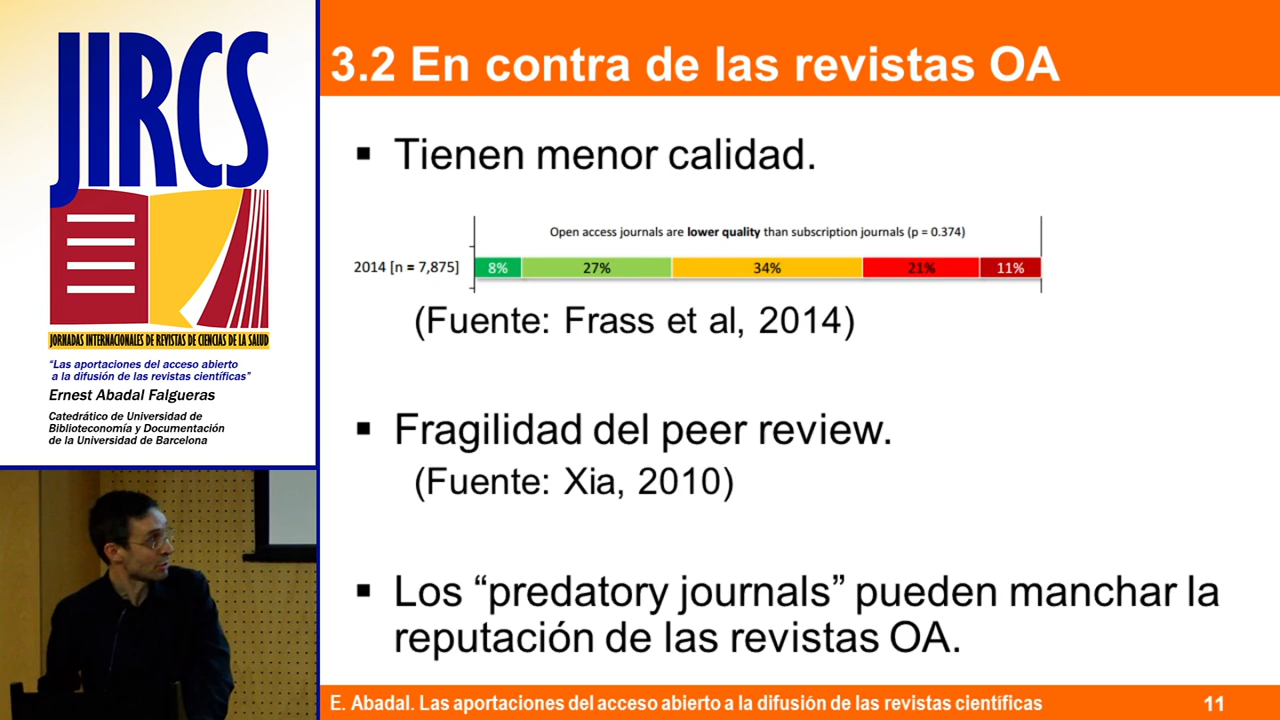 JIRCS
JORNADAS INTERNACIONALES DE REVISTAS DE CIENCIAS DE LA SALUD
“Las aportaciones del acceso abierto
a la difusión de las revistas científicas”
Ernest Abadal Falgueras
Catedrático de Universidad de
Biblioteconomía y Documentación
de la Universidad de Barcelona
3.2 En contra de las revistas OA
▪ Tienen menor calidad.
Open access journals are lower quality than subscription journals (p = 0.374)
2014 [n = 7,875] 8% 27% 34% 21% 11%
(Fuente: Frass et al, 2014)
▪ Fragilidad del peer review.
(Fuente: Xia, 2010)
▪ Los “predatory journals” pueden manchar la
reputación de las revistas OA.
E. Abadal. Las aportaciones del acceso abierto a la difusión de las revistas científicas 11